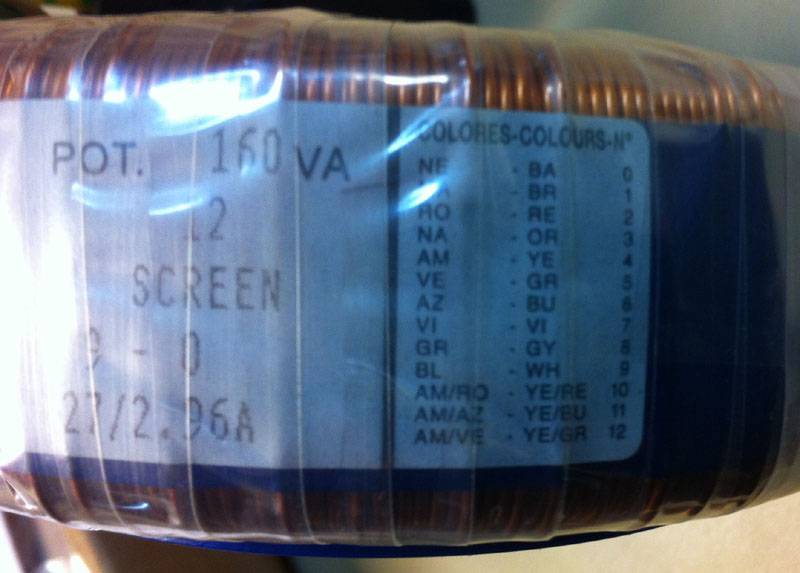 POT. 160 VA
12
SCREEN
9 - 0
27/2.96A
COLORES-COLOURS-Nº
NE - BA 0
- BR 1
RO - RE 2
NA - OR 3
AM - YE 4
VE - GR 5
AZ - BU 6
VI - VI 7
GR - GY 8
BL - WH 9
AM/RO - YE/RE 10
AM/AZ - YE/BU 11
AM/VE - YE/GR 12